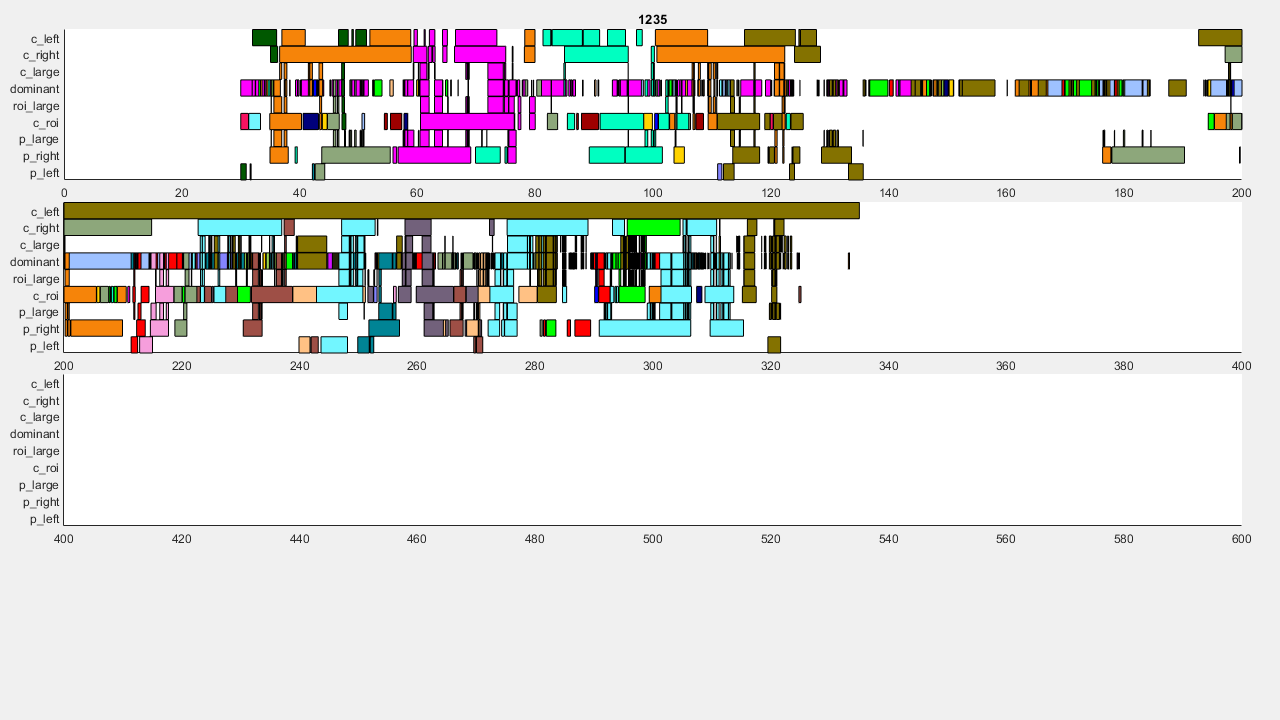 1235
c_left
c_right
c_large
dominant
roi_large
c_roi
p_large
p_right
p_left
0 20 40 60 80 100 120 140 160 180 200
c_left
c_right
c_large
dominant
roi_large
c_roi
p_large
p_right
p_left
200 220 240 260 280 300 320 340 360 380 400
c_left
c_right
c_large
dominant
roi_large
c_roi
p_large
p_right
p_left
400 420 440 460 480 500 520 540 560 580 600